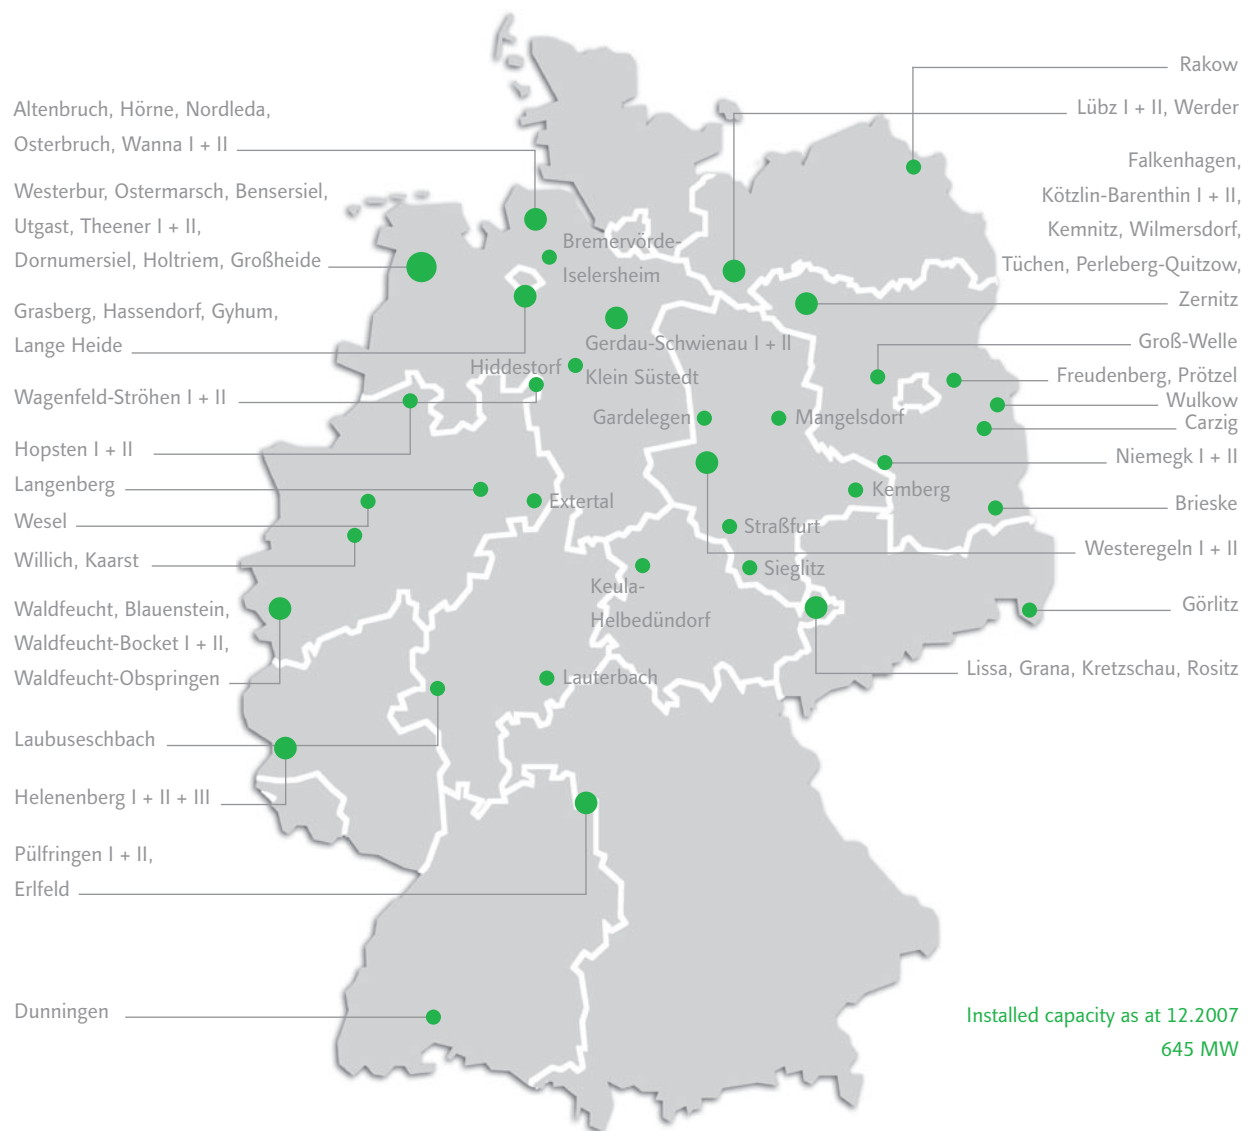 Altenbruch, Hörne, Nordleda,
Osterbruch, Wanna I + II
Westerbur, Ostermarsch, Bensersiel,
Utgast, Theener I + II,
Dornumersiel, Holtriem, Großheide
Grasberg, Hassendorf, Gyhum,
Lange Heide
Wagenfeld-Ströhen I + II
Hopsten I + II
Langenberg
Wesel
Willich, Kaarst
Waldfeucht, Blauenstein,
Waldfeucht-Bocket I + II,
Waldfeucht-Obspringen
Laubuseschbach
Helenenberg I + II + III
Pülfringen I + II,
Erlfeld
Dunningen
Bremervörde-
Iselersheim
Gerdau-Schwienau I + II
Hiddestorf
Klein Süstedt
Gardelegen
Mangelsdorf
Extertal
Kemberg
Straßfurt
Sieglitz
Keula-
Helbedündorf
Lauterbach
Rakow
Lübz I + II, Werder
Falkenhagen,
Kötzlin-Barenthin I + II,
Kemnitz, Wilmersdorf,
Tüchen, Perleberg-Quitzow,
Zernitz
Groß-Welle
Freudenberg, Prötzel
Wulkow
Carzig
Niemegk I + II
Brieske
Westeregeln I + II
Görlitz
Lissa, Grana, Kretzschau, Rositz
Installed capacity as at 12.2007
645 MW